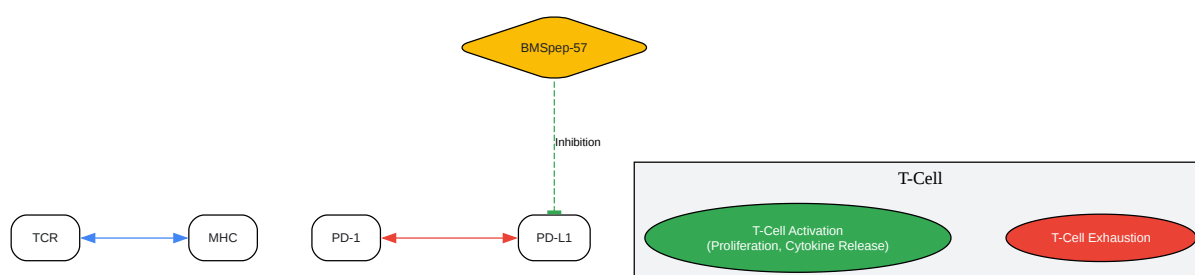 BMSpep-57
Inhibition
T-Cell
TCR
MHC
PD-1
PD-L1
T-Cell Activation
(Proliferation, Cytokine Release)
T-Cell Exhaustion